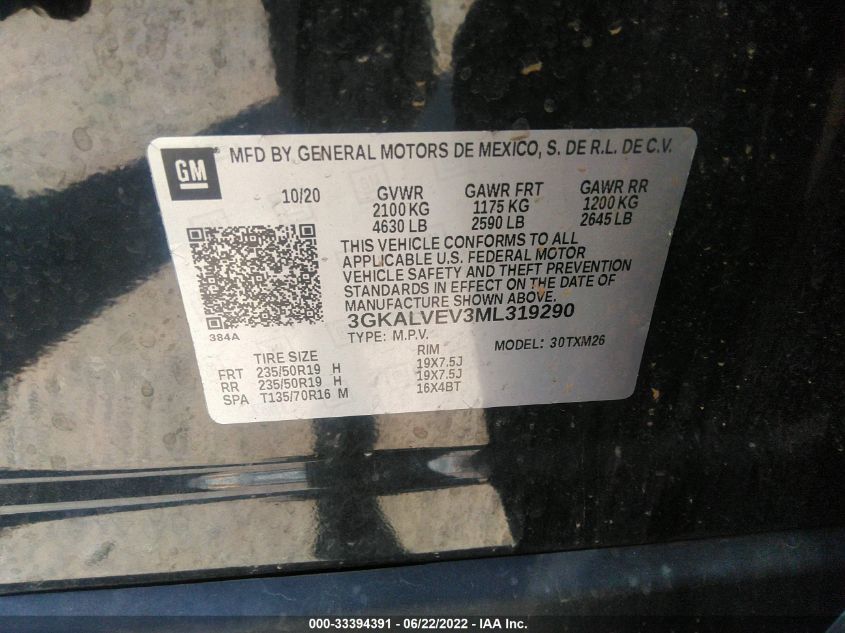 GM® MFD BY GENERAL MOTORS DE MEXICO, S. DE R.L. DE C.V.
10/20 GVWR GAWR FRT GAWR RR
2100 KG 1175 KG 1200 KG
4630 LB 2590 LB 2645 LB
THIS VEHICLE CONFORMS TO ALL
APPLICABLE U.S. FEDERAL MOTOR
VEHICLE SAFETY AND THEFT PREVENTION
STANDARDS IN EFFECT ON THE DATE OF
MANUFACTURE SHOWN ABOVE.
384A
3GKALVEV3ML319290
TYPE: M.P.V. MODEL: 30TXM26
TIRE SIZE RIM
FRT 235/50R19 H 19X7.5J
RR 235/50R19 H 19X7.5J
SPA T135/70R16 M 16X4BT
000-33394391 - 06/22/2022 - IAA Inc.